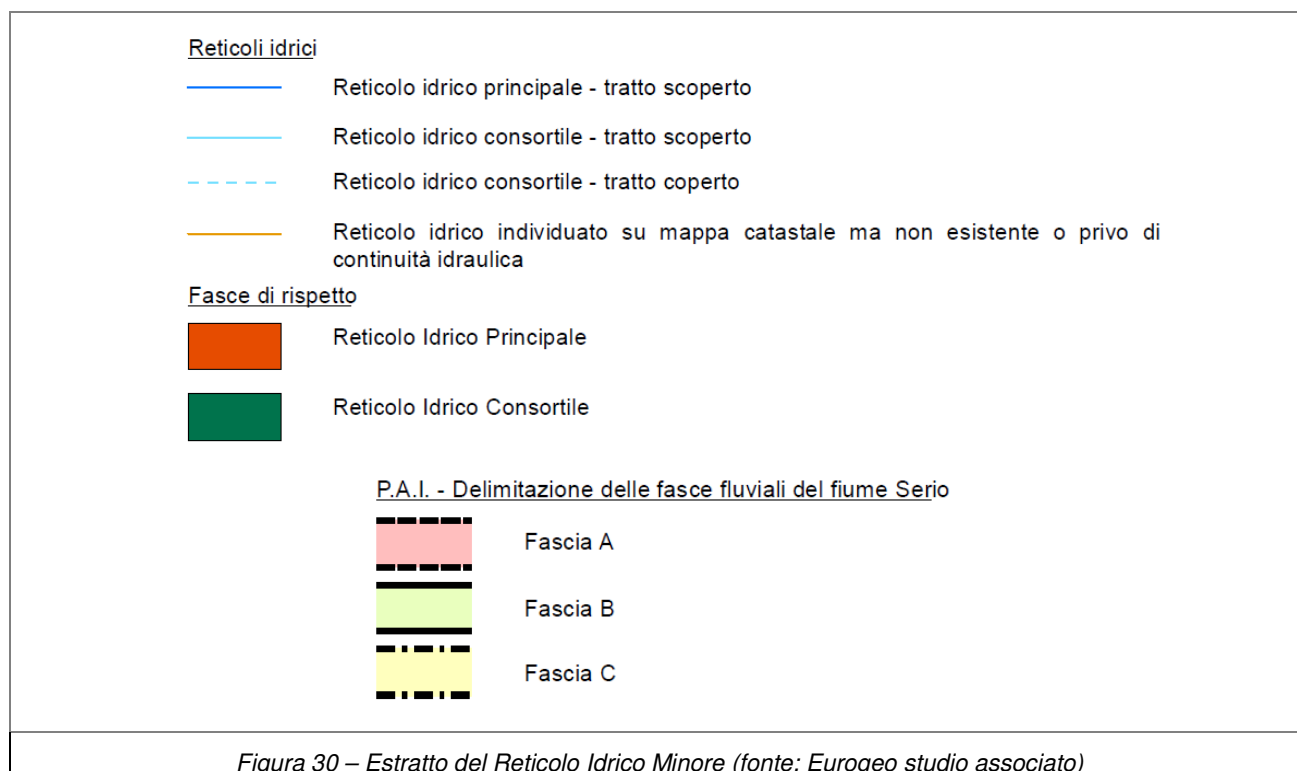 Reticoli idrici
Reticolo idrico principale - tratto scoperto
Reticolo idrico consortile - tratto scoperto
Reticolo idrico consortile - tratto coperto
Reticolo idrico individuato su mappa catastale ma non esistente o privo di
continuità idraulica
Fasce di rispetto
Reticolo Idrico Principale
Reticolo Idrico Consortile
P.A.I. - Delimitazione delle fasce fluviali del fiume Serio
Fascia A
Fascia B
Fascia C
Figura 30 – Estratto del Reticolo Idrico Minore (fonte: Eurogeo studio associato)